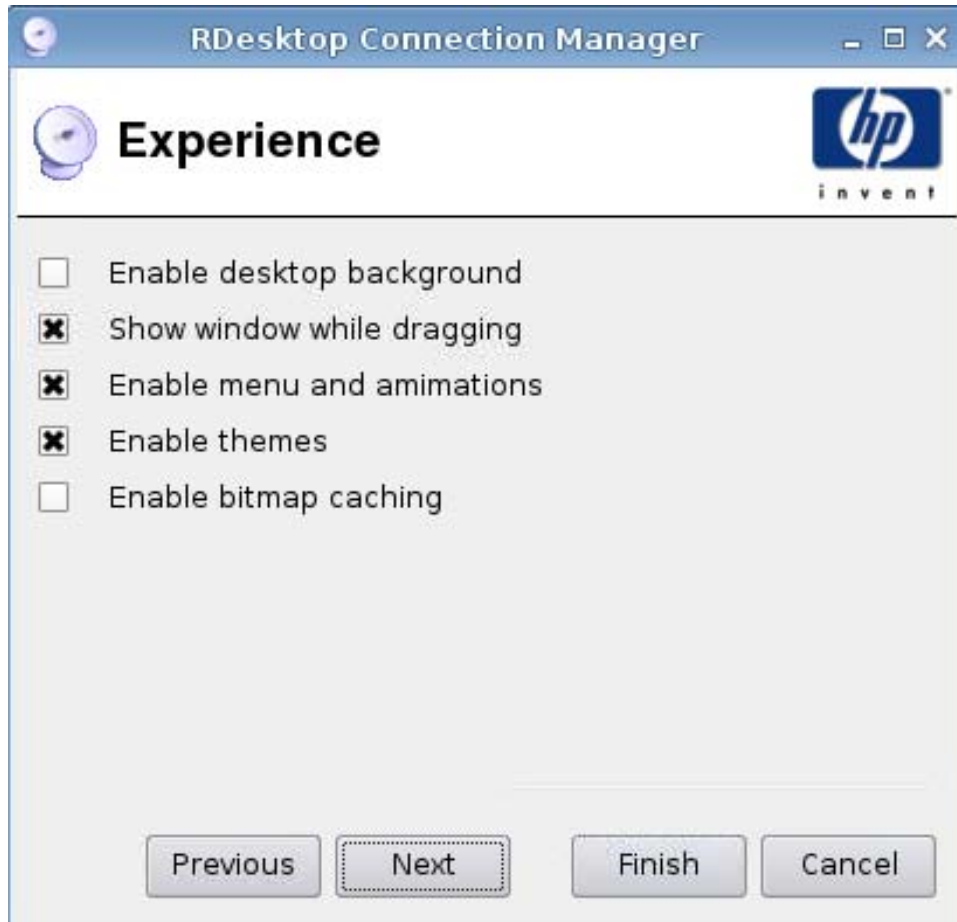 RDesktop Connection Manager
Experience
hp
invent
Enable desktop background
Show window while dragging
Enable menu and amimations
Enable themes
Enable bitmap caching
Previous Next Finish Cancel